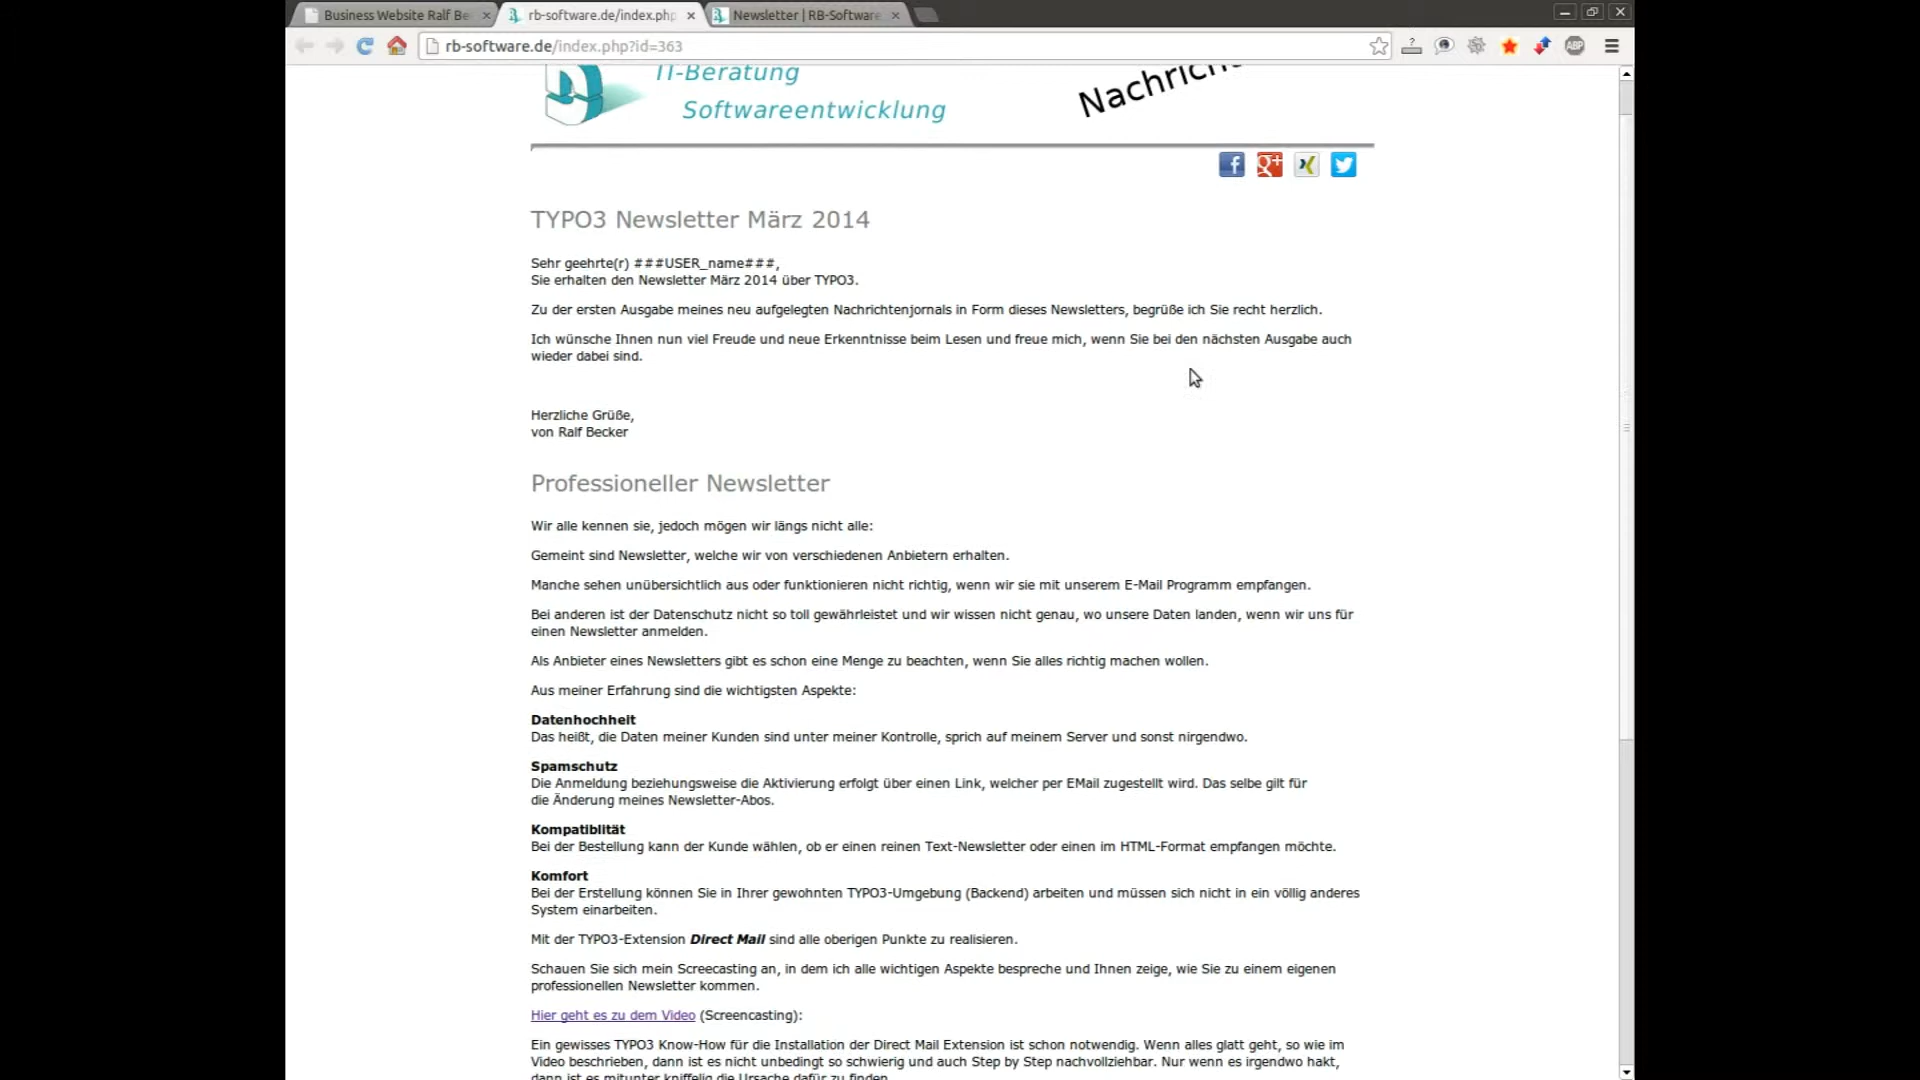 Business Website Ralf Be
rb-software.de/index.php
Newsletter | RB-Software
rb-software.de/index.php?id=363
ABP
IT-Beratung
Softwareentwicklung
TYPO3 Newsletter März 2014
Sehr geehrte(r) ###USER_name###,
Sie erhalten den Newsletter März 2014 über TYPO3.
Zu der ersten Ausgabe meines neu aufgelegten Nachrichtenjornals in Form dieses Newsletters, begrüße ich Sie recht herzlich.
Ich wünsche Ihnen nun viel Freude und neue Erkenntnisse beim Lesen und freue mich, wenn Sie bei den nächsten Ausgabe auch
wieder dabei sind.
Herzliche Grüße,
von Ralf Becker
Professioneller Newsletter
Wir alle kennen sie, jedoch mögen wir längs nicht alle:
Gemeint sind Newsletter, welche wir von verschiedenen Anbietern erhalten.
Manche sehen unübersichtlich aus oder funktionieren nicht richtig, wenn wir sie mit unserem E-Mail Programm empfangen.
Bei anderen ist der Datenschutz nicht so toll gewährleistet und wir wissen nicht genau, wo unsere Daten landen, wenn wir uns für
einen Newsletter anmelden.
Als Anbieter eines Newsletters gibt es schon eine Menge zu beachten, wenn Sie alles richtig machen wollen.
Aus meiner Erfahrung sind die wichtigsten Aspekte:
Datenhochheit
Das heißt, die Daten meiner Kunden sind unter meiner Kontrolle, sprich auf meinem Server und sonst nirgendwo.
Spamschutz
Die Anmeldung beziehungsweise die Aktivierung erfolgt über einen Link, welcher per EMail zugestellt wird. Das selbe gilt für
die Änderung meines Newsletter-Abos.
Kompatiblität
Bei der Bestellung kann der Kunde wählen, ob er einen reinen Text-Newsletter oder einen im HTML-Format empfangen möchte.
Komfort
Bei der Erstellung können Sie in Ihrer gewohnten TYPO3-Umgebung (Backend) arbeiten und müssen sich nicht in ein völlig anderes
System einarbeiten.
Mit der TYPO3-Extension Direct Mail sind alle oberigen Punkte zu realisieren.
Schauen Sie sich mein Screecasting an, in dem ich alle wichtigen Aspekte bespreche und Ihnen zeige, wie Sie zu einem eigenen
professionellen Newsletter kommen.
Hier geht es zu dem Video (Screencasting):
Ein gewisses TYPO3 Know-How für die Installation der Direct Mail Extension ist schon notwendig. Wenn alles glatt geht, so wie im
Video beschrieben, dann ist es nicht unbedingt so schwierig und auch Step by Step nachvollziehbar. Nur wenn es irgendwo hakt,
dann ist es mitunter kniffelig die Ursache dafür zu finden.